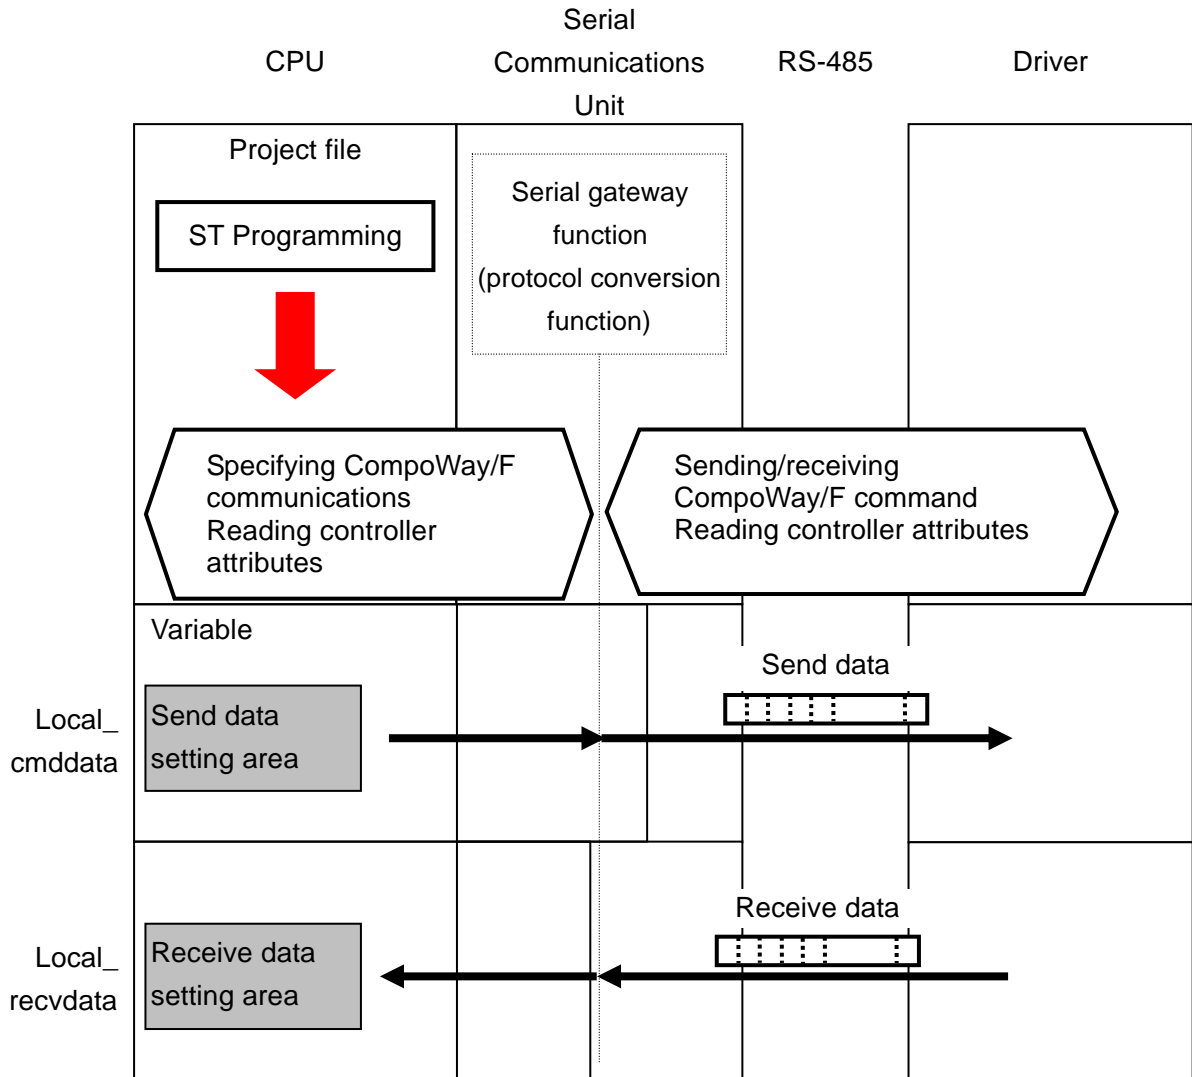 CPU
Serial
Communications
Unit
RS-485
Driver
Project file
ST Programming
Serial gateway
function
(protocol conversion
function)
Specifying CompoWay/F
communications
Reading controller
attributes
Sending/receiving
CompoWay/F command
Reading controller attributes
Variable
Local_
cmddata
Send data
setting area
Send data
Local_
recvdata
Receive data
setting area
Receive data